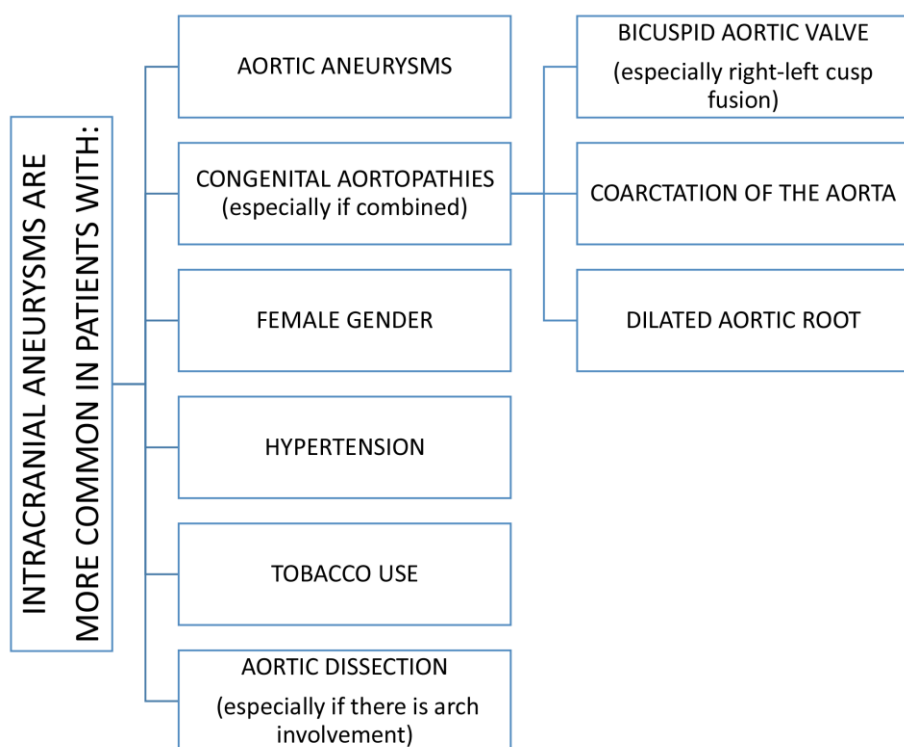 INTRACRANIAL ANEURYSMS ARE
MORE COMMON IN PATIENTS WITH:
AORTIC ANEURYSMS
CONGENITAL AORTOPATHIES
(especially if combined)
BICUSPID AORTIC VALVE
(especially right-left cusp
fusion)
COARCTATION OF THE AORTA
DILATED AORTIC ROOT
FEMALE GENDER
HYPERTENSION
TOBACCO USE
AORTIC DISSECTION
(especially if there is arch
involvement)